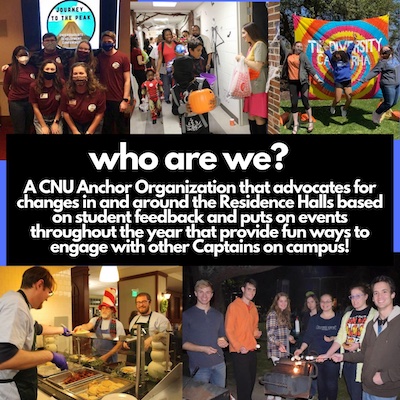 JOURNEY
TO THE PEAK
THE DIVERSITY
who are we?
A CNU Anchor Organization that advocates for
changes in and around the Residence Halls based
on student feedback and puts on events
throughout the year that provide fun ways to
engage with other Captains on campus!